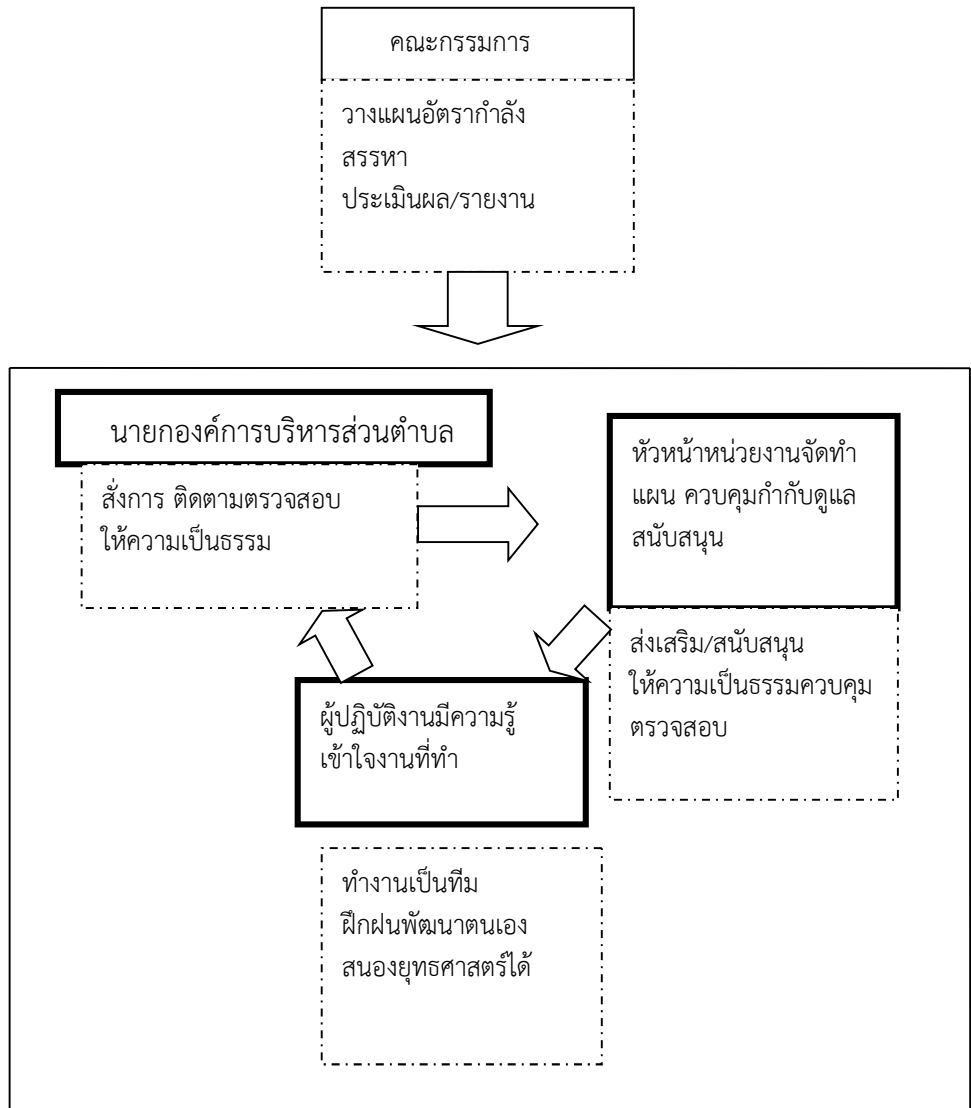 คณะกรรมการ
วางแผนอัตรากำลัง
สรรหา
ประเมินผล/รายงาน
นายกองค์การบริหารส่วนตำบล
สั่งการ ติดตามตรวจสอบ
ให้ความเป็นธรรม
หัวหน้าหน่วยงานจัดทำ
แผน ควบคุมกำกับดูแล
สนับสนุน
ส่งเสริม/สนับสนุน
ให้ความเป็นธรรมควบคุม
ตรวจสอบ
ผู้ปฏิบัติงานมีความรู้
เข้าใจงานที่ทำ
ทำงานเป็นทีม
ฝึกฝนพัฒนาตนเอง
สนองยุทธศาสตร์ได้